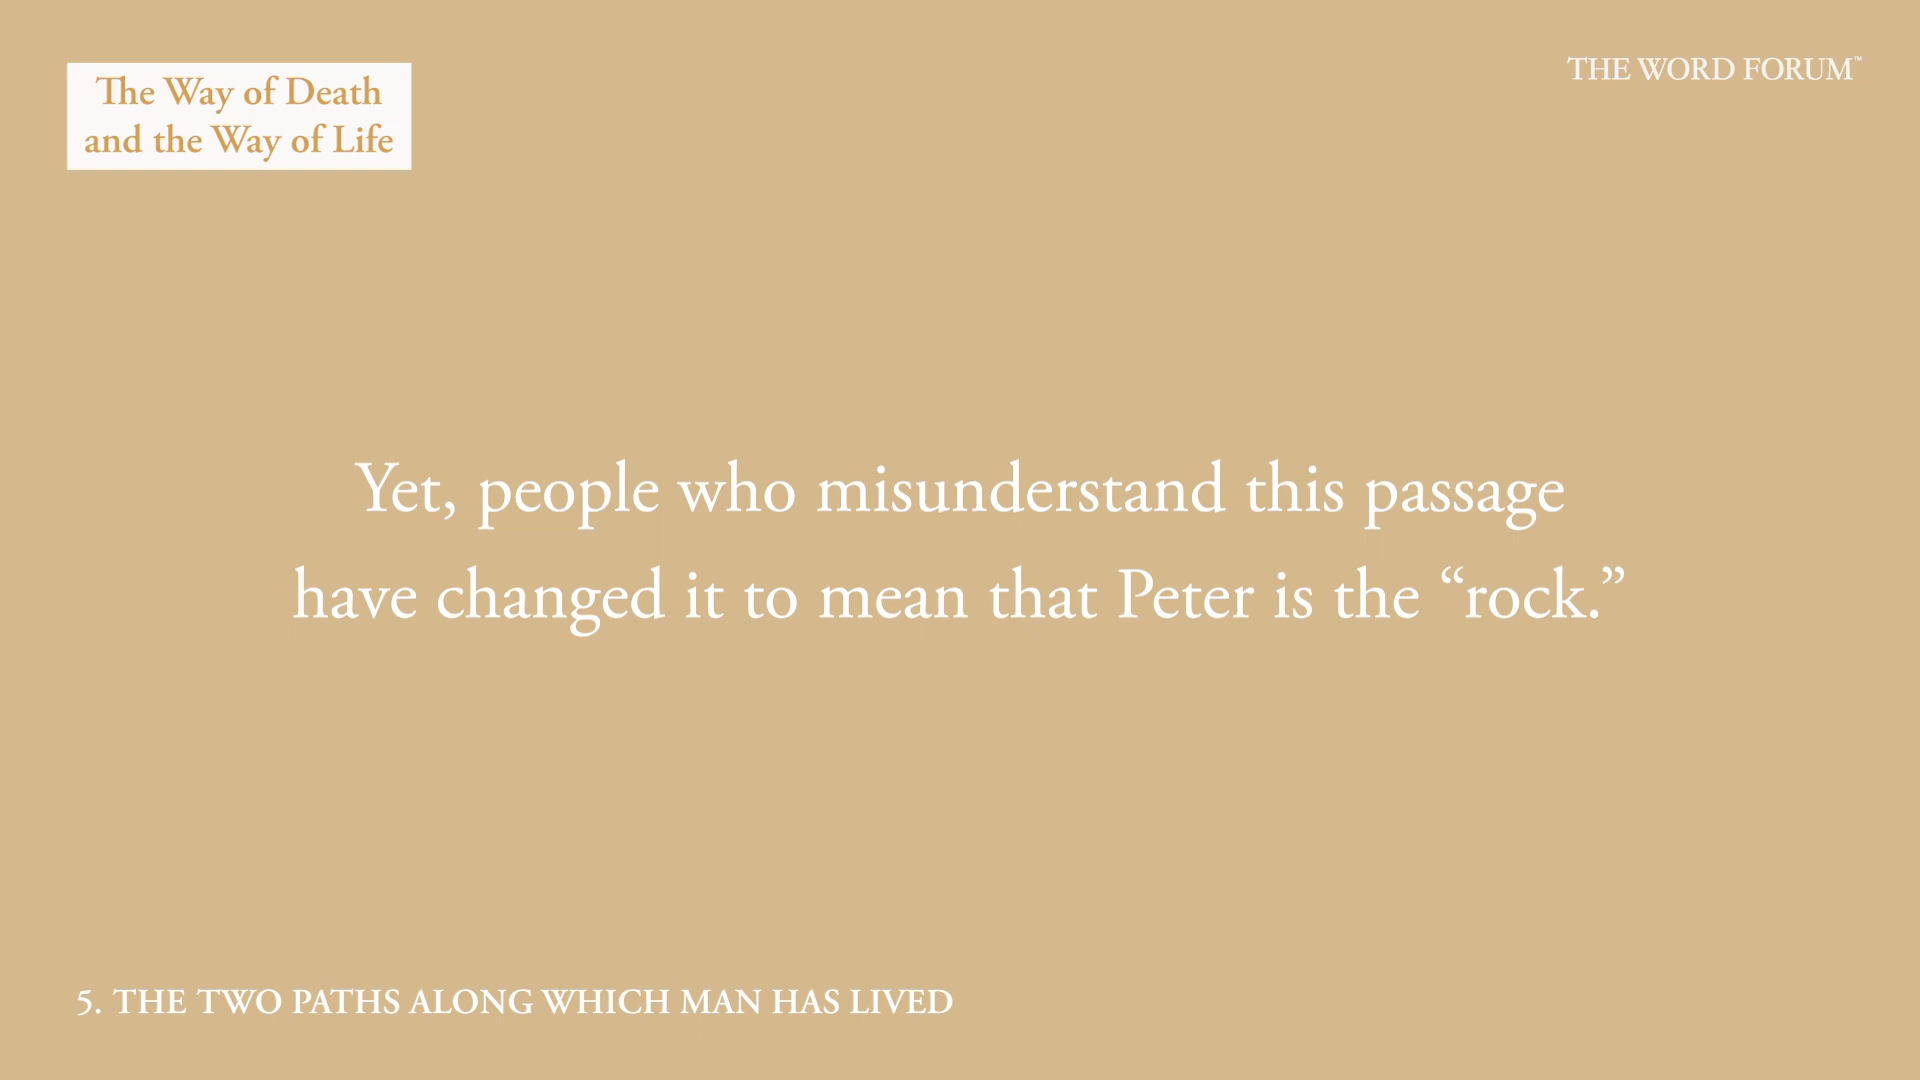 The Way of Death
and the Way of Life
THE WORD FORUM™
Yet, people who misunderstand this passage
have changed it to mean that Peter is the “rock.”
5. THE TWO PATHS ALONG WHICH MAN HAS LIVED